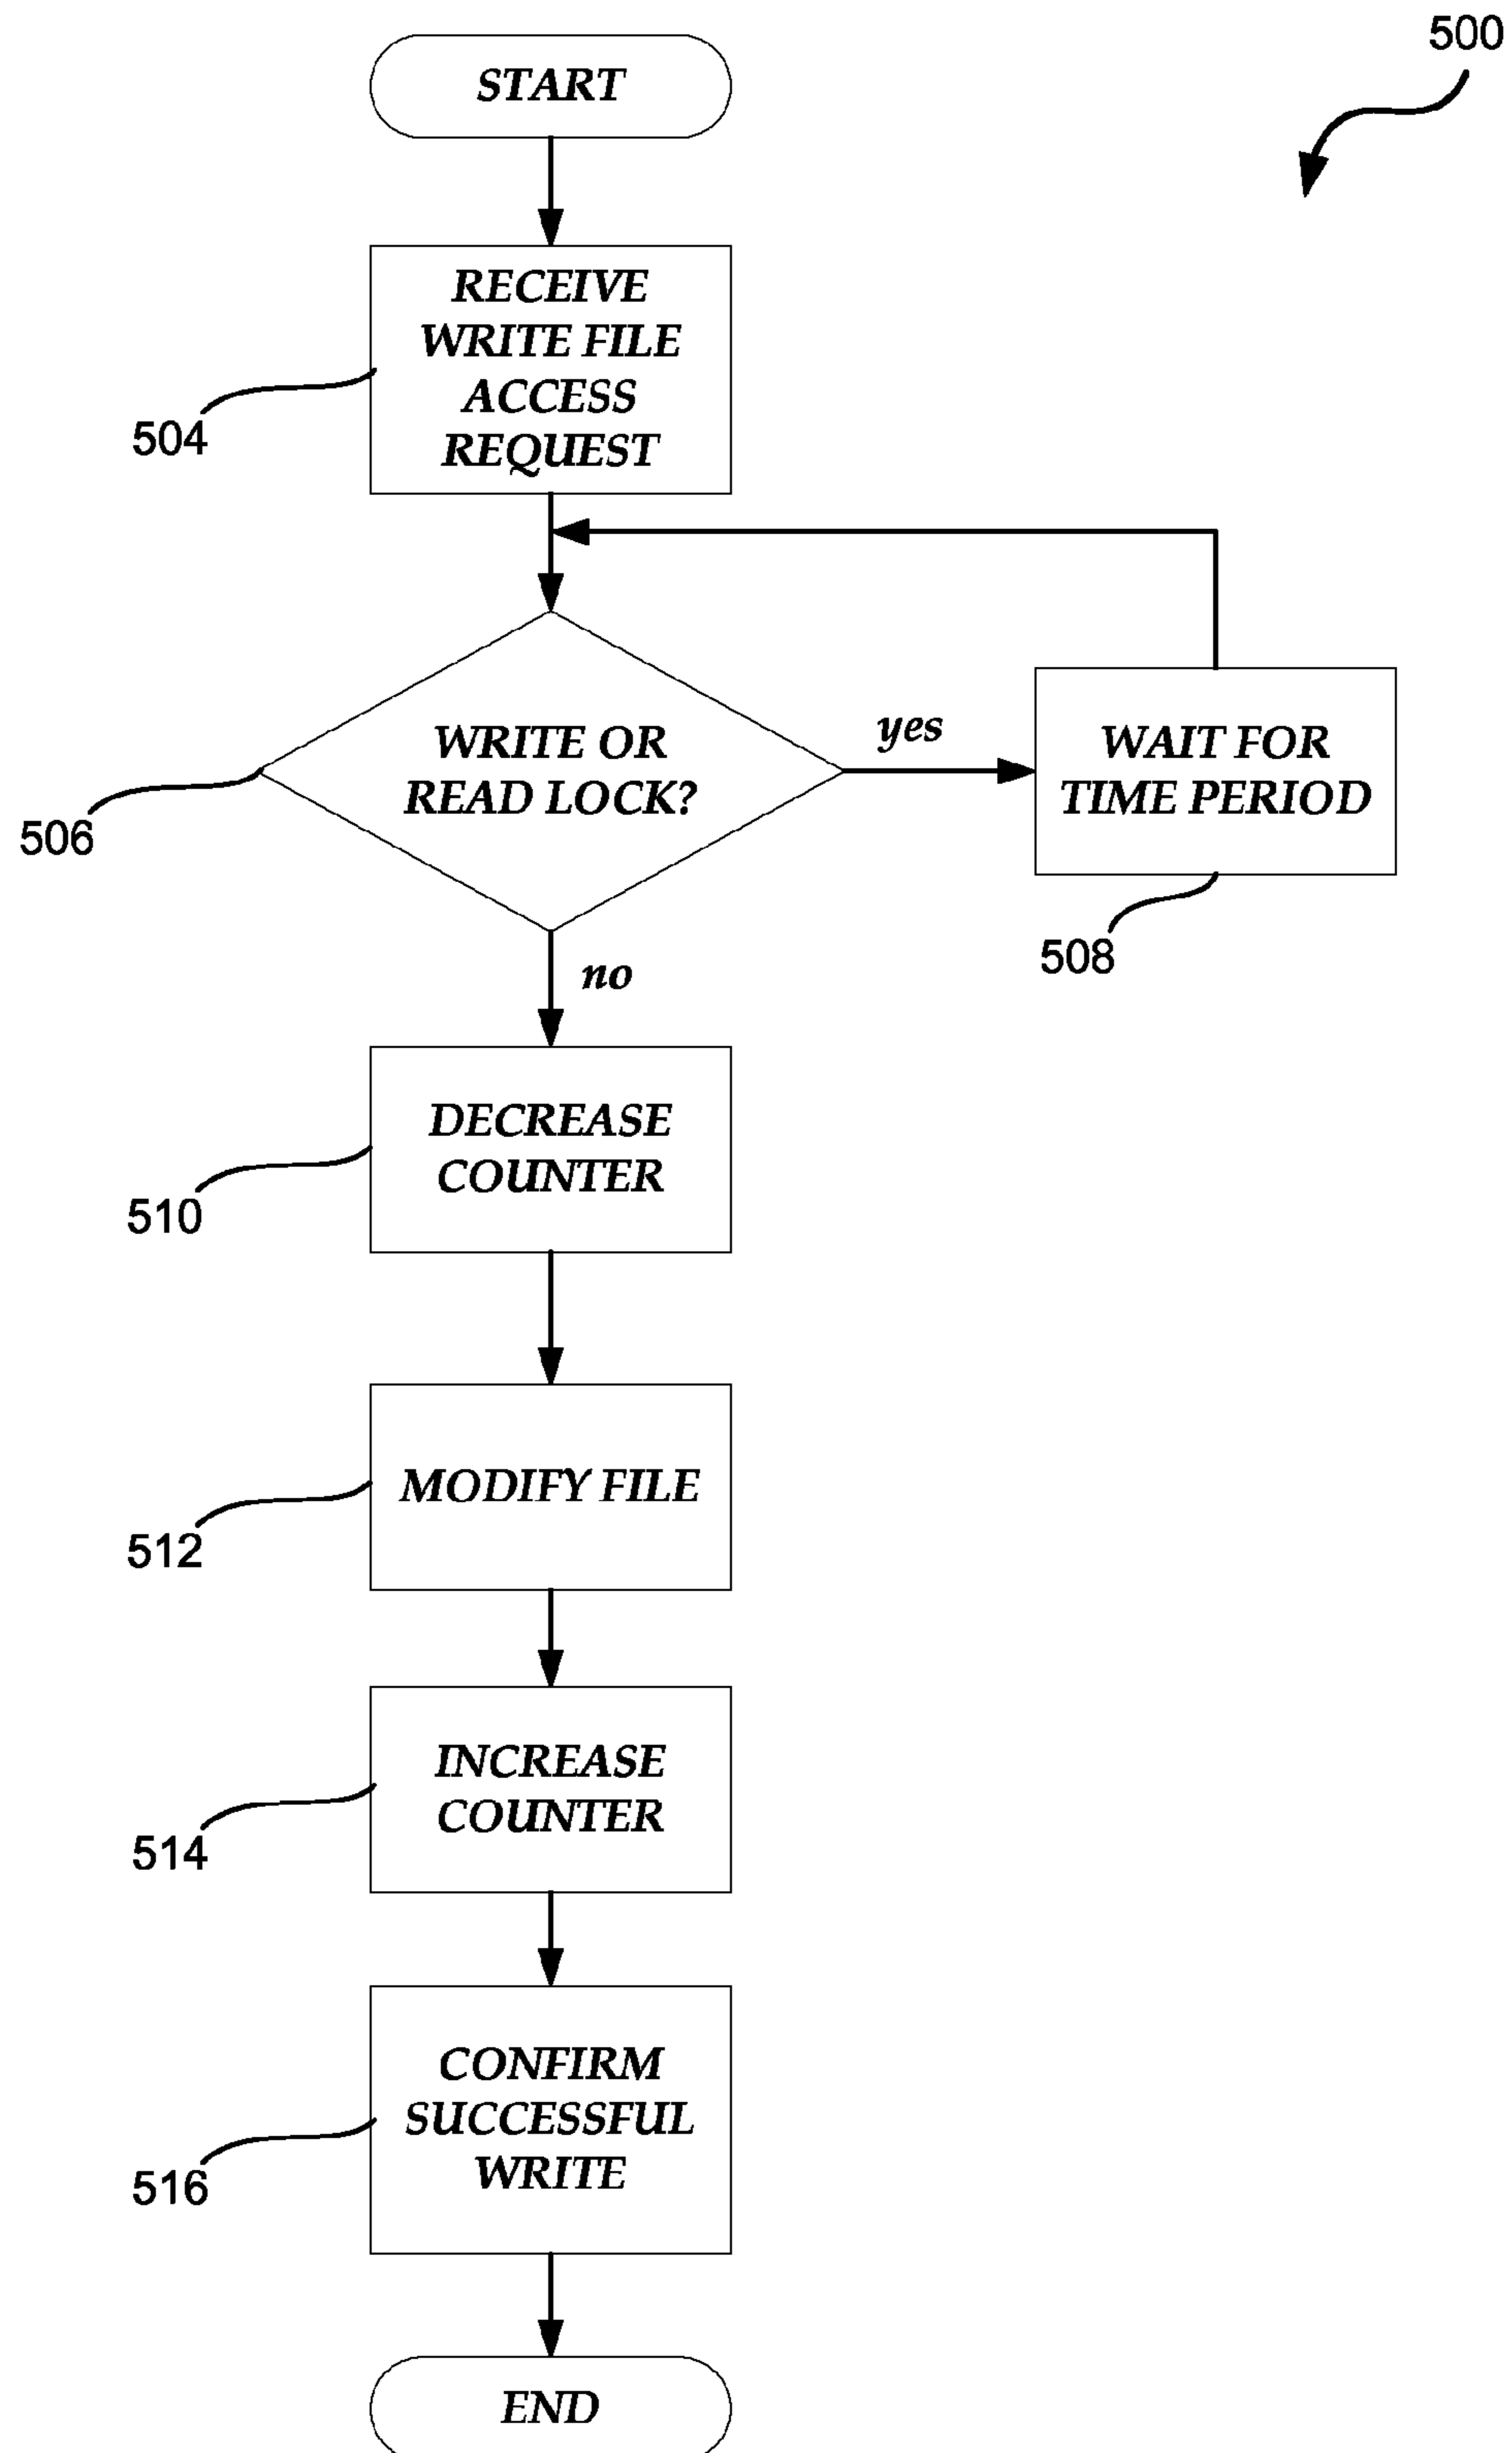 500
START
RECEIVE
WRITE FILE
ACCESS
REQUEST
504
WRITE OR
READ LOCK?
506
yes
WAIT FOR
TIME PERIOD
508
no
DECREASE
COUNTER
510
MODIFY FILE
512
INCREASE
COUNTER
514
CONFIRM
SUCCESSFUL
WRITE
516
END